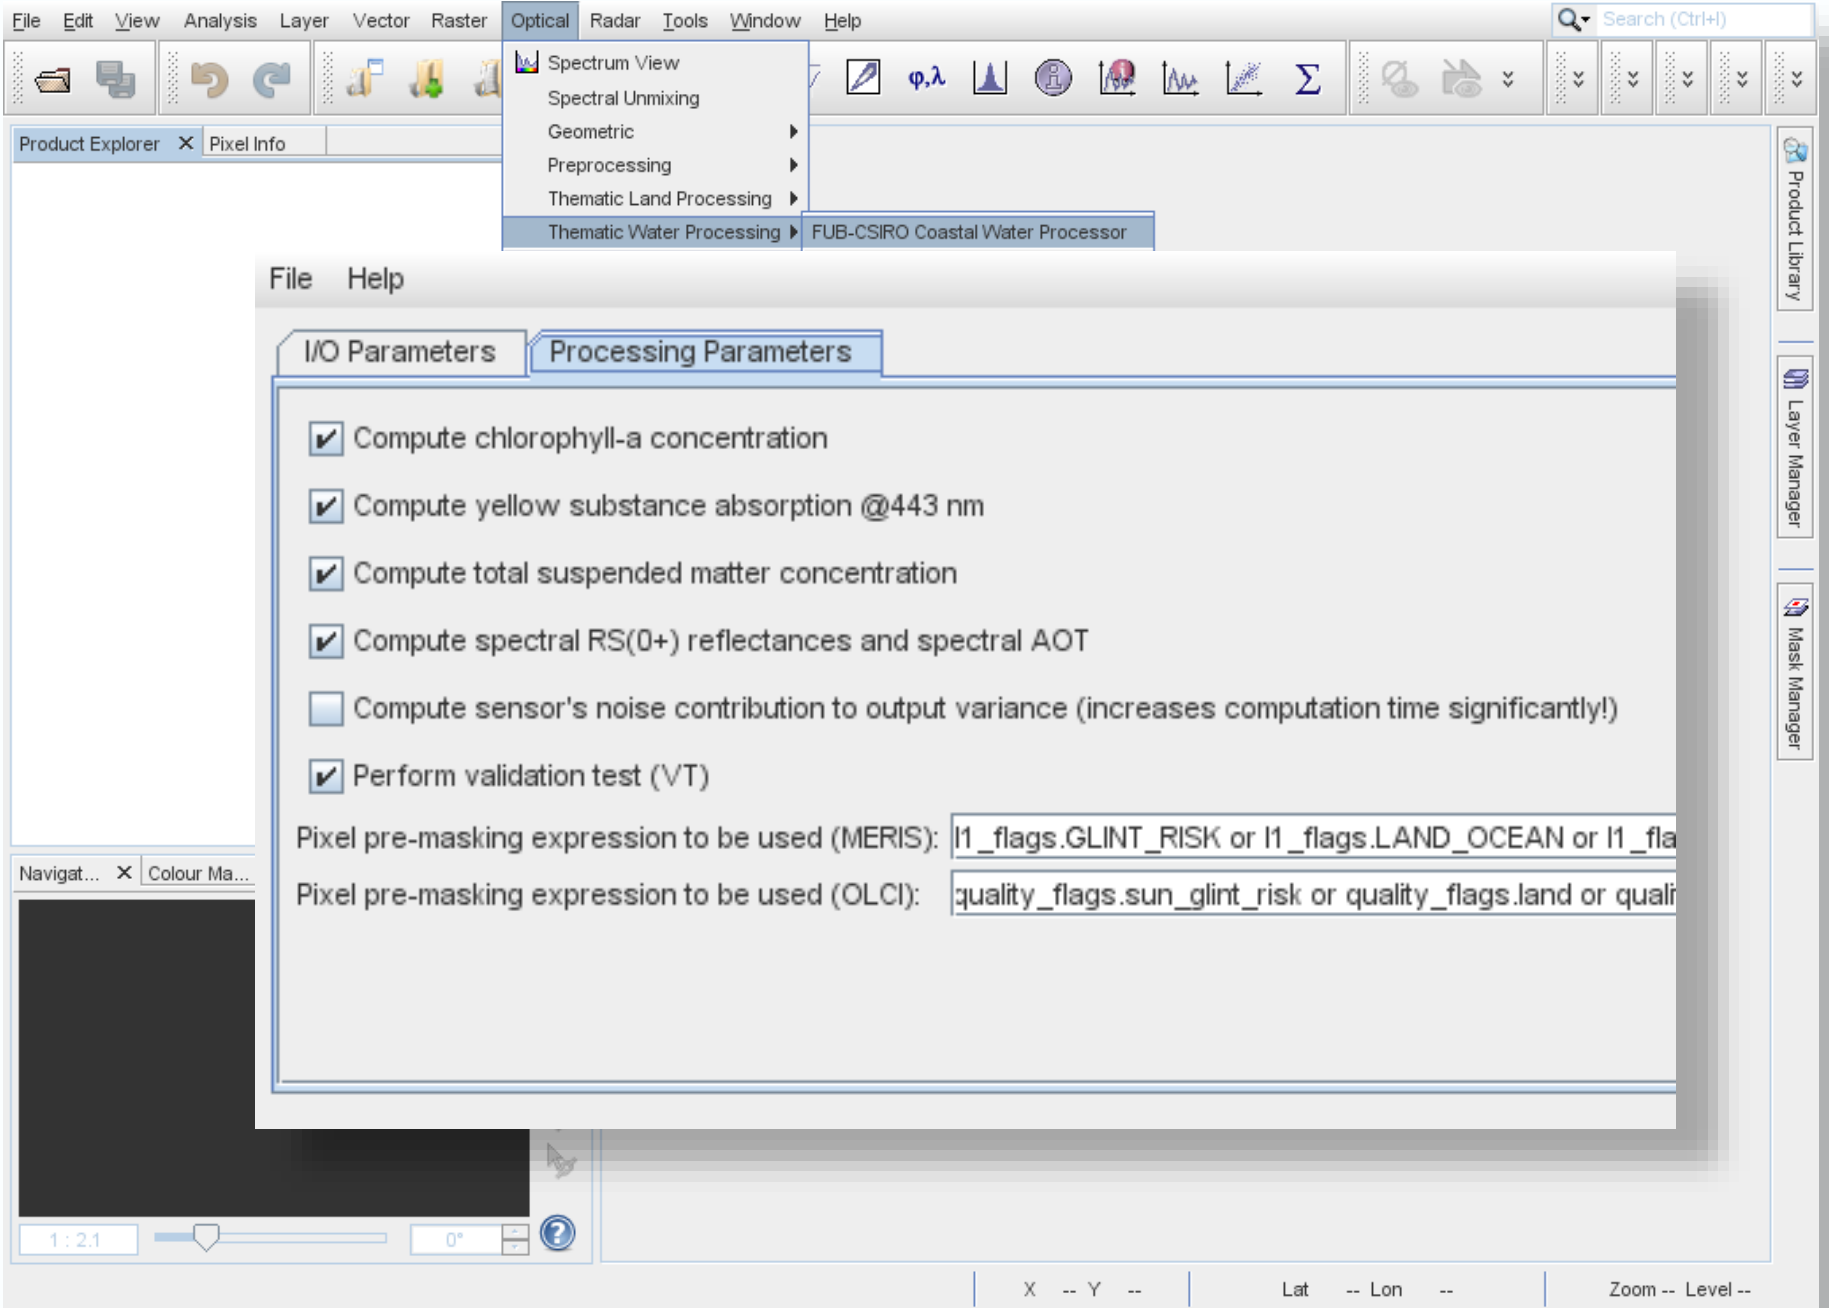 File Edit View Analysis Layer Vector Raster Optical Radar Tools Window Help
Search (Ctrl+I)
Spectrum View
Spectral Unmixing
Geometric
Preprocessing
Thematic Land Processing
Thematic Water Processing
FUB-CSIRO Coastal Water Processor
φ,λ
Σ
Product Explorer
Pixel Info
Product Library
Layer Manager
Mask Manager
File Help
I/O Parameters
Processing Parameters
Compute chlorophyll-a concentration
Compute yellow substance absorption @443 nm
Compute total suspended matter concentration
Compute spectral RS(0+) reflectances and spectral AOT
Compute sensor's noise contribution to output variance (increases computation time significantly!)
Perform validation test (VT)
Pixel pre-masking expression to be used (MERIS): l1_flags.GLINT_RISK or l1_flags.LAND_OCEAN or l1_fla
Pixel pre-masking expression to be used (OLCI): quality_flags.sun_glint_risk or quality_flags.land or quali
Navigat...
Colour Ma...
1 : 2.1
0°
X -- Y --
Lat -- Lon --
Zoom -- Level --